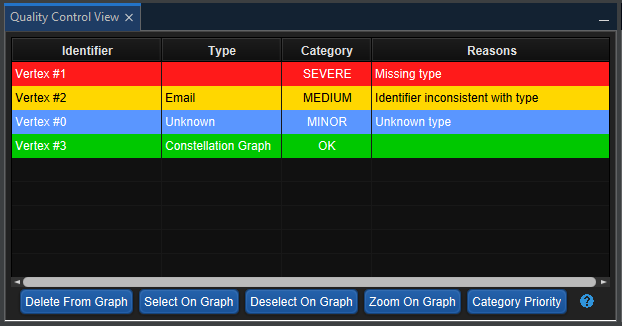 Quality Control View
Identifier Type Category Reasons
Vertex #1 SEVERE Missing type
Vertex #2 Email MEDIUM Identifier inconsistent with type
Vertex #0 Unknown MINOR Unknown type
Vertex #3 Constellation Graph OK
Delete From Graph Select On Graph Deselect On Graph Zoom On Graph Category Priority ?